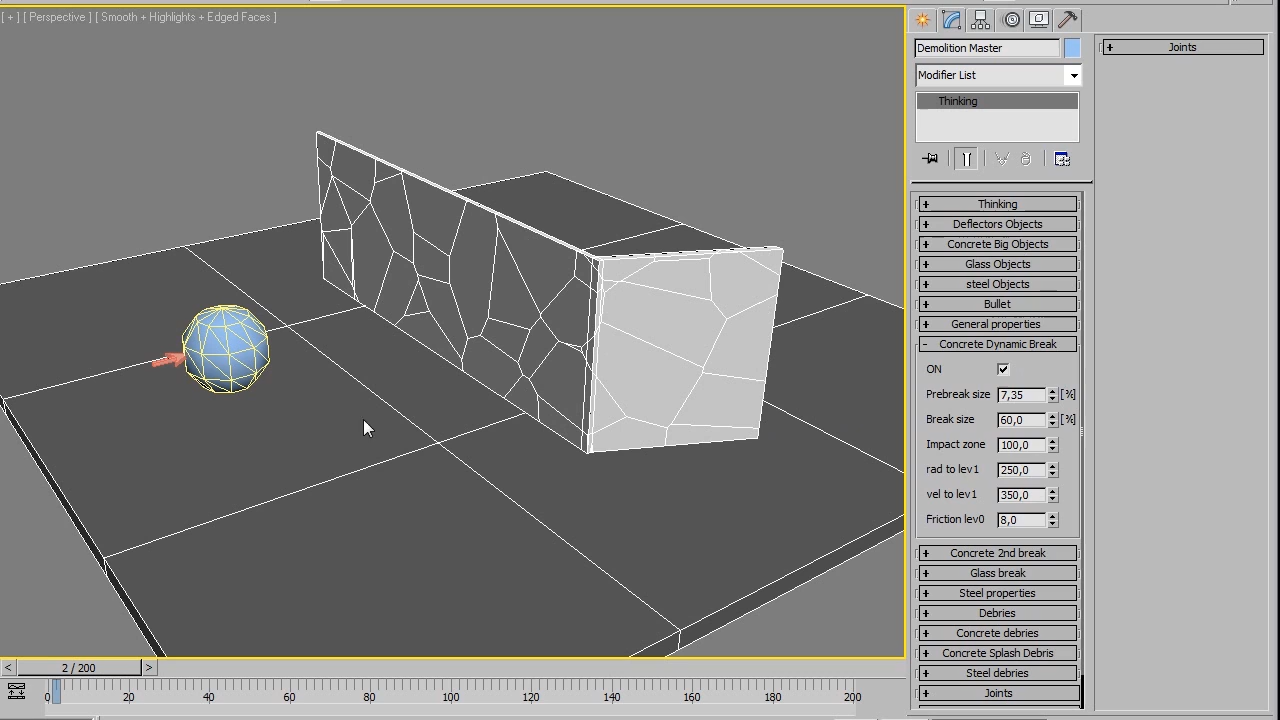 [ + ] [ Perspective ] [ Smooth + Highlights + Edged Faces ]
Demolition Master
Modifier List
Thinking
+ Thinking
+ Deflectors Objects
+ Concrete Big Objects
+ Glass Objects
+ steel Objects
+ Bullet
+ General properties
- Concrete Dynamic Break
ON
Prebreak size 7,35 [%]
Break size 60,0 [%]
Impact zone 100,0
rad to lev1 250,0
vel to lev1 350,0
Friction lev0 8,0
+ Concrete 2nd break
+ Glass break
+ Steel properties
+ Debries
+ Concrete debries
+ Concrete Splash Debris
+ Steel debries
+ Joints
+ Joints
< 2 / 200 >
0 20 40 60 80 100 120 140 160 180 200